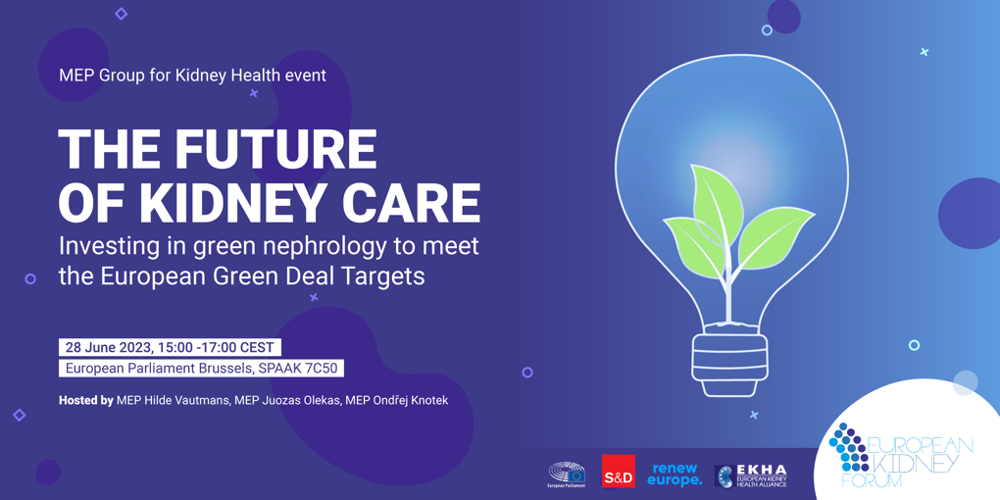 MEP Group for Kidney Health event
THE FUTURE
OF KIDNEY CARE
Investing in green nephrology to meet
the European Green Deal Targets
28 June 2023, 15:00 -17:00 CEST
European Parliament Brussels, SPAAK 7C50
Hosted by MEP Hilde Vautmans, MEP Juozas Olekas, MEP Ondřej Knotek
European Parliament
S&D
renew
europe.
EKHA
EUROPEAN KIDNEY
HEALTH ALLIANCE
EUROPEAN
KIDNEY
FORUM